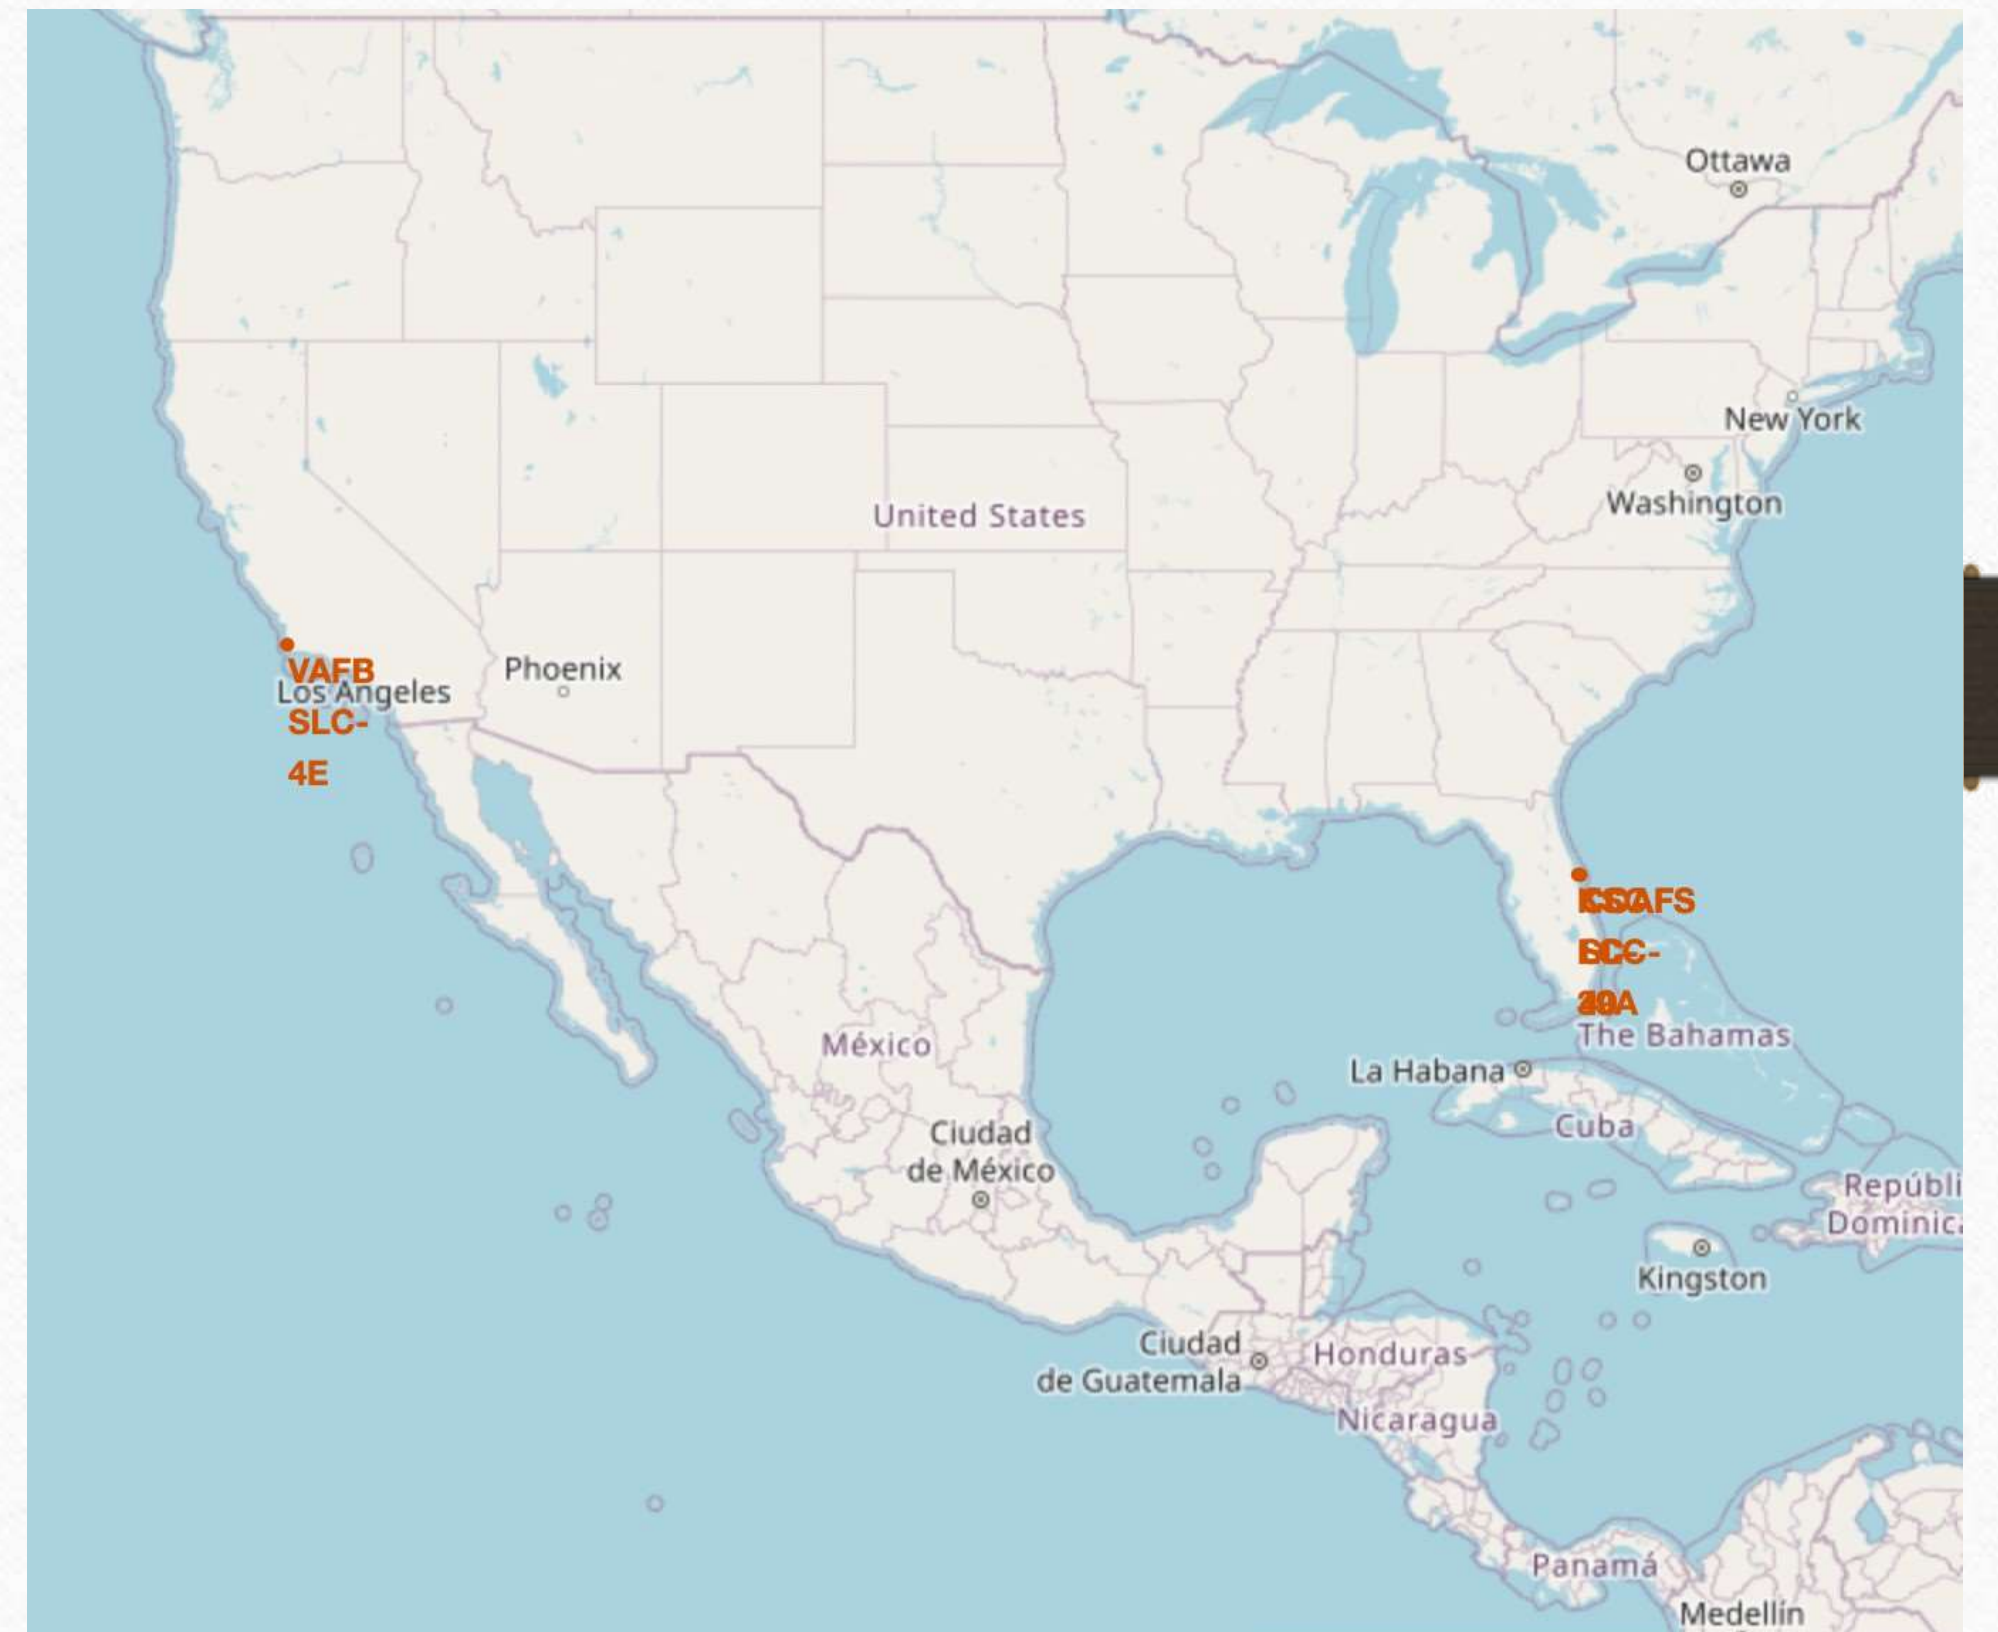 Ottawa
New York
Washington
United States
VAFB
Los Angeles
SLC-
4E
Phoenix
México
The Bahamas
La Habana
Cuba
Ciudad
de México
Repúbli
Dominica
Kingston
Ciudad
de Guatemala
Honduras
Nicaragua
Panamá
Medellín